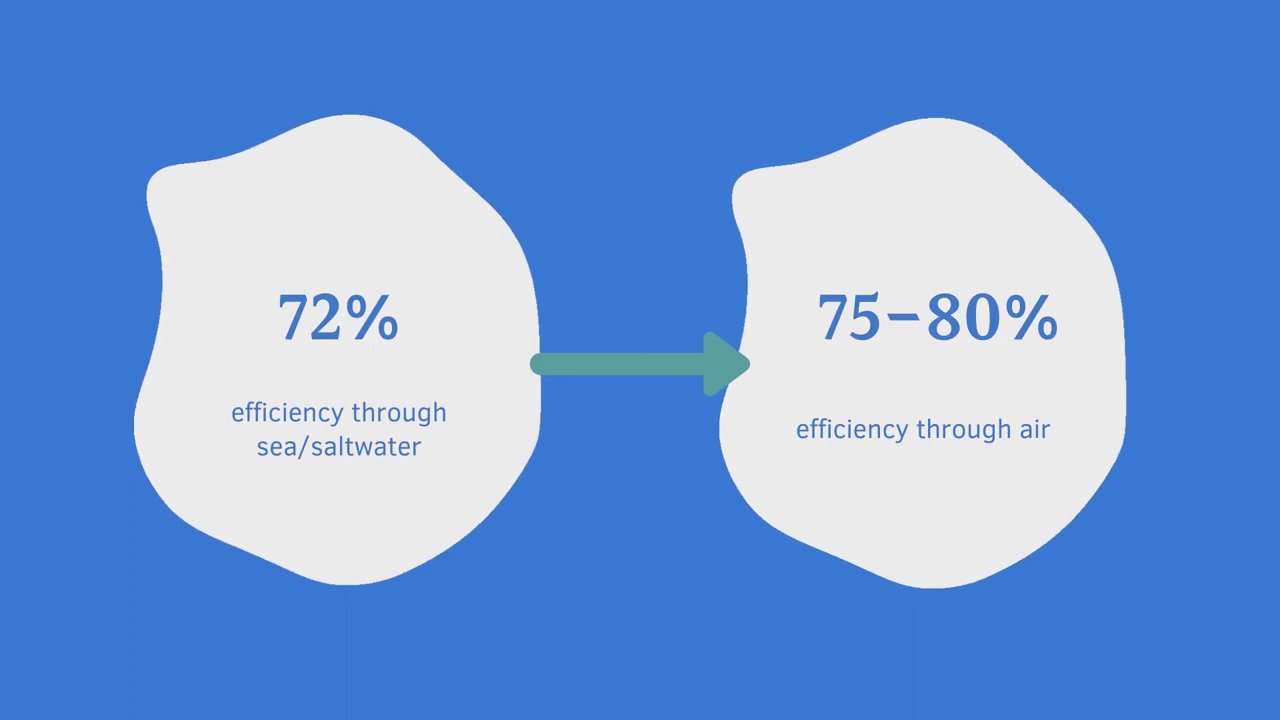 72%
efficiency through
sea/saltwater
75–80%
efficiency through air